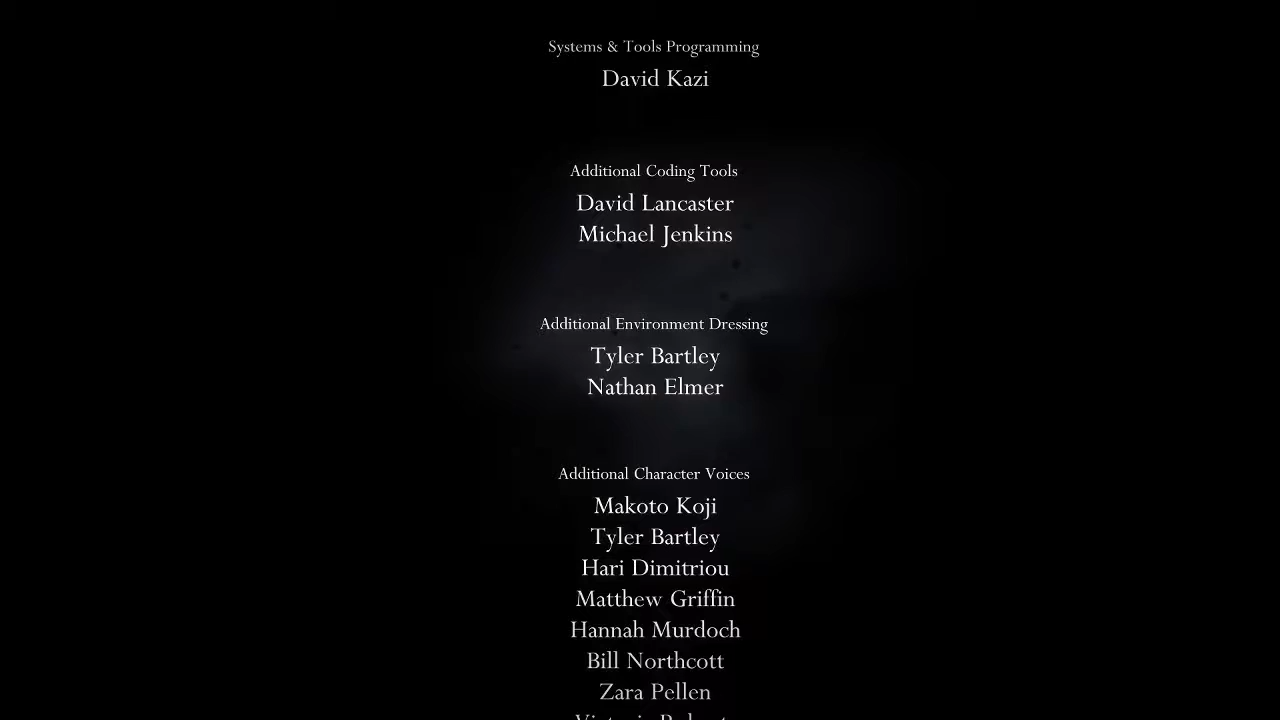 Systems & Tools Programming
David Kazi
Additional Coding Tools
David Lancaster
Michael Jenkins
Additional Environment Dressing
Tyler Bartley
Nathan Elmer
Additional Character Voices
Makoto Koji
Tyler Bartley
Hari Dimitriou
Matthew Griffin
Hannah Murdoch
Bill Northcott
Zara Pellen